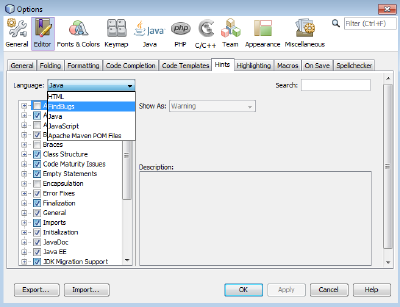 Options
General Editor Fonts & Colors Keymap Java PHP C/C++ Team Appearance Miscellaneous
Filter (Ctrl+F)
General Folding Formatting Code Completion Code Templates Hints Highlighting Macros On Save Spellchecker
Language: Java Search:
HTML
FindBugs
Java
JavaScript
Apache Maven POM Files
Show As: Warning
Braces
Class Structure
Code Maturity Issues
Empty Statements
Encapsulation
Error Fixes
Finalization
General
Imports
Initialization
JavaDoc
Java EE
JDK Migration Support
Description:
Export... Import... OK Apply Cancel Help